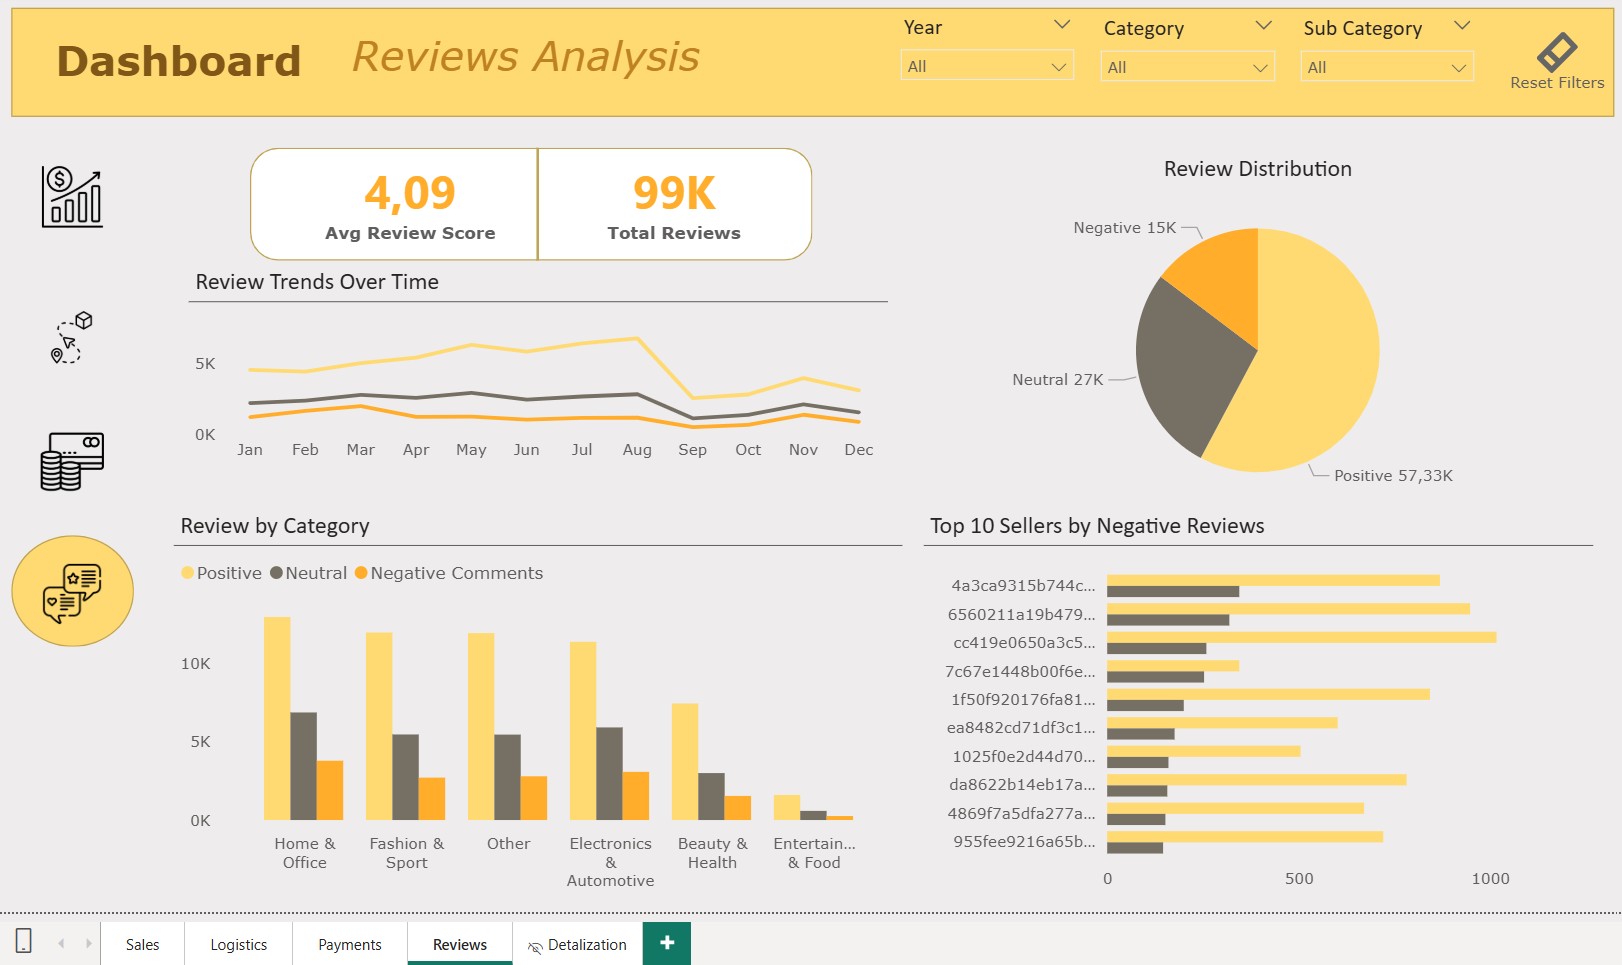 Dashboard
Reviews Analysis
Year
All
Category
All
Sub Category
All
Reset Filters
4,09
Avg Review Score
99K
Total Reviews
Review Trends Over Time
5K
0K
Jan Feb Mar Apr May Jun Jul Aug Sep Oct Nov Dec
Review Distribution
Negative 15K
Neutral 27K
Positive 57,33K
Review by Category
Positive Neutral Negative Comments
10K
5K
0K
Home &
Office
Fashion &
Sport
Other
Electronics
&
Automotive
Beauty &
Health
Entertain...
& Food
Top 10 Sellers by Negative Reviews
4a3ca9315b744c...
6560211a19b479...
cc419e0650a3c5...
7c67e1448b00f6e...
1f50f920176fa81...
ea8482cd71df3c1...
1025f0e2d44d70...
da8622b14eb17a...
4869f7a5dfa277a...
955fee9216a65b...
0 500 1000
Sales Logistics Payments Reviews Detalization +